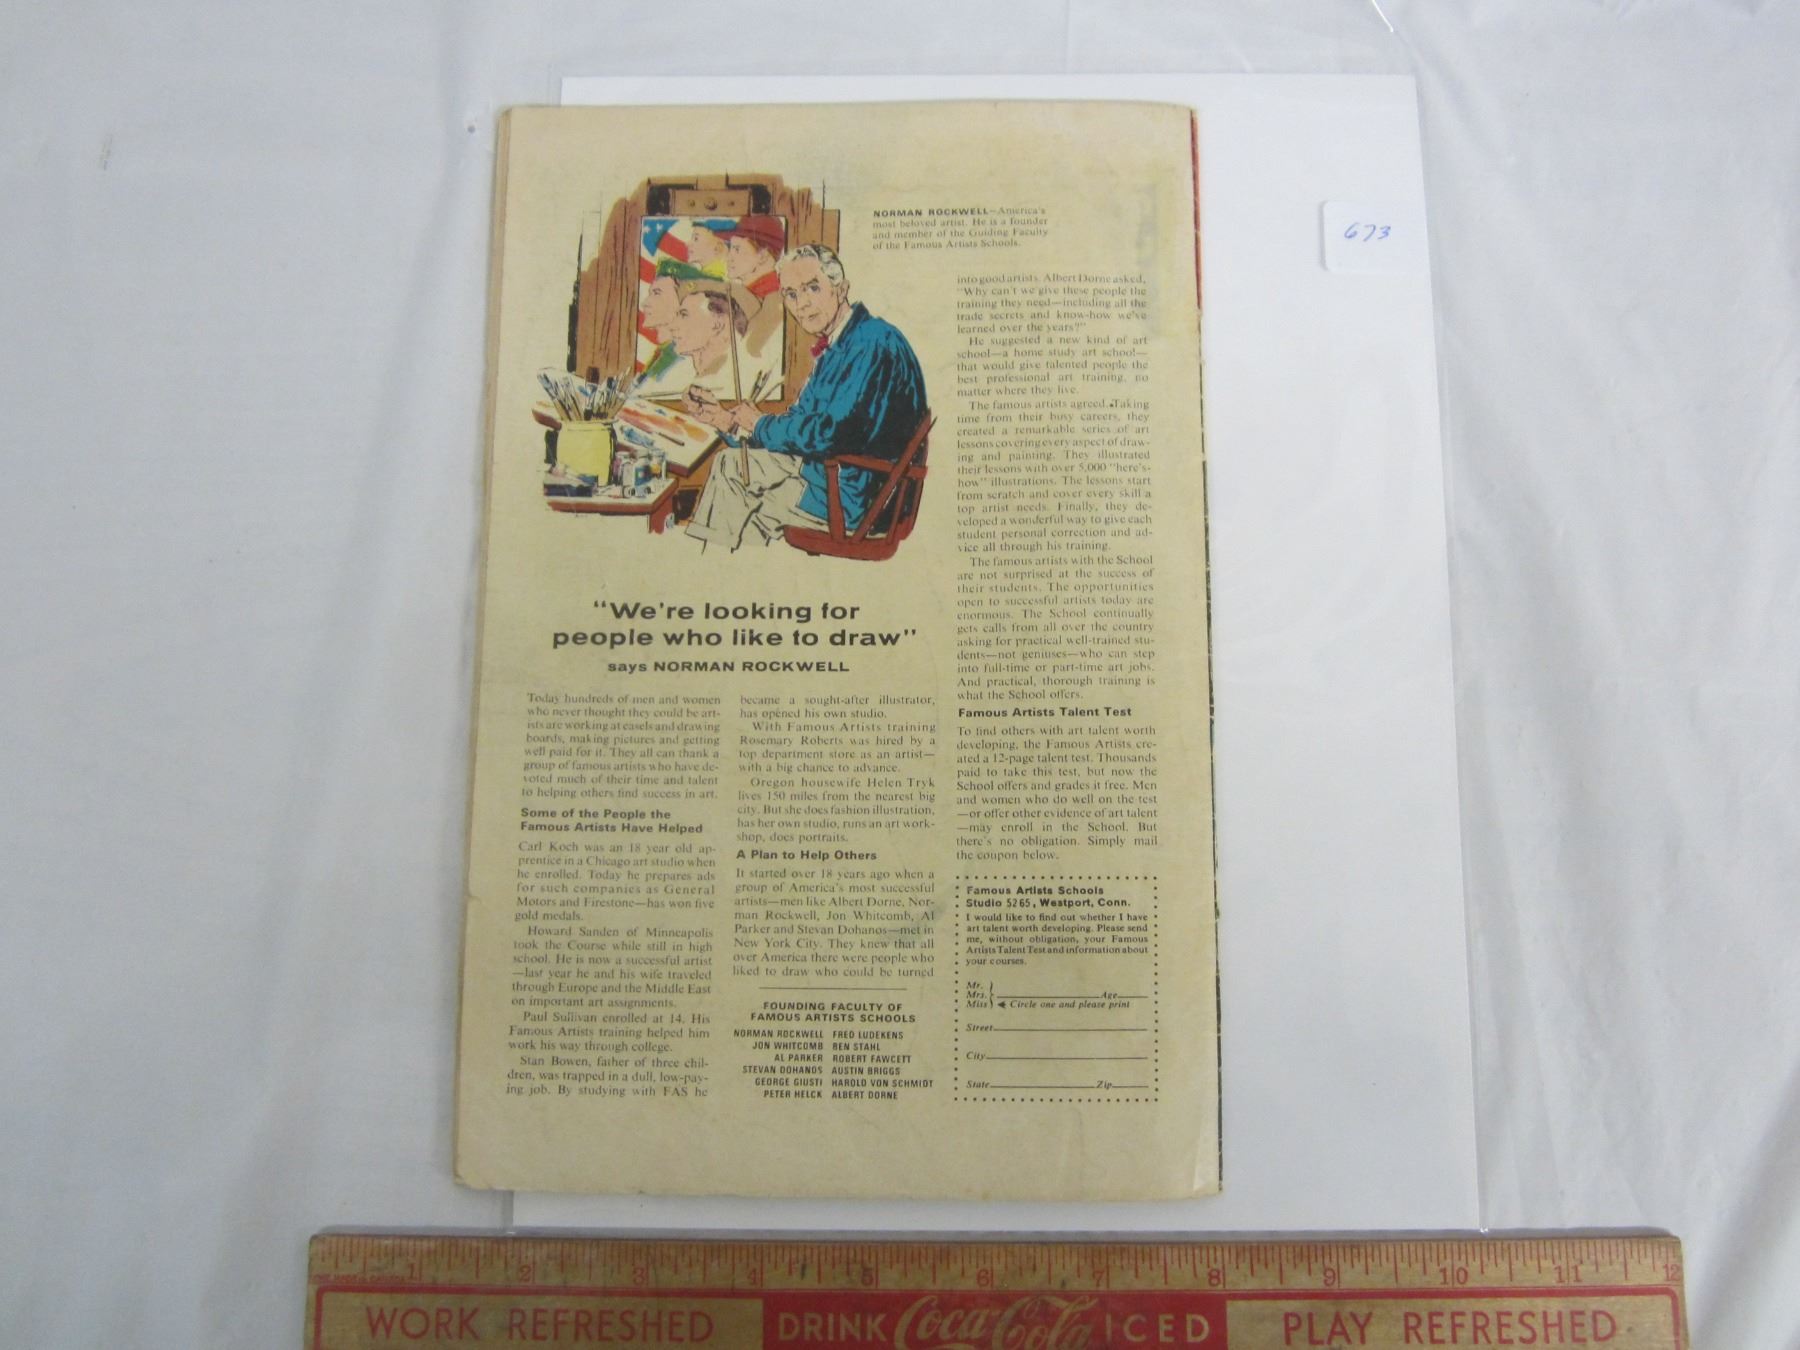 NORMAN ROCKWELL—America's
most beloved artist. He is a founder
and member of the Guiding Faculty
of the Famous Artists Schools.
673
"We're looking for
people who like to draw"
says NORMAN ROCKWELL
Today hundreds of men and women
who never thought they could be art-
ists are working at easels and drawing
boards, making pictures and getting
well paid for it. They all can thank a
group of famous artists who have de-
voted much of their time and talent
to helping others find success in art.
Some of the People the
Famous Artists Have Helped
Carl Koch was an 18 year old ap-
prentice in a Chicago art studio when
he enrolled. Today he prepares ads
for such companies as General
Motors and Firestone—has won five
gold medals.
Howard Sanden of Minneapolis
took the Course while still in high
school. He is now a successful artist
—last year he and his wife traveled
through Europe and the Middle East
on important art assignments.
Paul Sullivan enrolled at 14. His
Famous Artists training helped him
work his way through college.
Stan Bowen, father of three chil-
dren, was trapped in a dull, low-pay-
ing job. By studying with FAS he
became a sought-after illustrator,
has opened his own studio.
With Famous Artists training
Rosemary Roberts was hired by a
top department store as an artist—
with a big chance to advance.
Oregon housewife Helen Tryk
lives 150 miles from the nearest big
city. But she does fashion illustration,
has her own studio, runs an art work-
shop, does portraits.
A Plan to Help Others
It started over 18 years ago when a
group of America's most successful
artists—men like Albert Dorne, Nor-
man Rockwell, Jon Whitcomb, Al
Parker and Stevan Dohanos—met in
New York City. They knew that all
over America there were people who
liked to draw who could be turned
FOUNDING FACULTY OF
FAMOUS ARTISTS SCHOOLS
NORMAN ROCKWELL FRED LUDEKENS
JON WHITCOMB BEN STAHL
AL PARKER ROBERT FAWCETT
STEVAN DOHANOS AUSTIN BRIGGS
GEORGE GIUSTI HAROLD VON SCHMIDT
PETER HELCK ALBERT DORNE
into good artists. Albert Dorne asked,
"Why can't we give these people the
training they need—including all the
trade secrets and know-how we've
learned over the years?"
He suggested a new kind of art
school—a home study art school—
that would give talented people the
best professional art training, no
matter where they live.
The famous artists agreed. Taking
time from their busy careers, they
created a remarkable series of art
lessons covering every aspect of draw-
ing and painting. They illustrated
their lessons with over 5,000 "here's-
how" illustrations. The lessons start
from scratch and cover every skill a
top artist needs. Finally, they de-
veloped a wonderful way to give each
student personal correction and ad-
vice all through his training.
The famous artists with the School
are not surprised at the success of
their students. The opportunities
open to successful artists today are
enormous. The School continually
gets calls from all over the country
asking for practical well-trained stu-
dents—not geniuses—who can step
into full-time or part-time art jobs.
And practical, thorough training is
what the School offers.
Famous Artists Talent Test
To find others with art talent worth
developing, the Famous Artists cre-
ated a 12-page talent test. Thousands
paid to take this test, but now the
School offers and grades it free. Men
and women who do well on the test
—or offer other evidence of art talent
—may enroll in the School. But
there's no obligation. Simply mail
the coupon below.
Famous Artists Schools
Studio 5265, Westport, Conn.
I would like to find out whether I have
art talent worth developing. Please send
me, without obligation, your Famous
Artists Talent Test and information about
your courses.
Mr.
Mrs. Age
Miss Circle one and please print
Street
City
State Zip
1 2 3 4 5 6 7 8 9 10 11 12
WORK REFRESHED DRINK Coca-Cola ICED PLAY REFRESHED